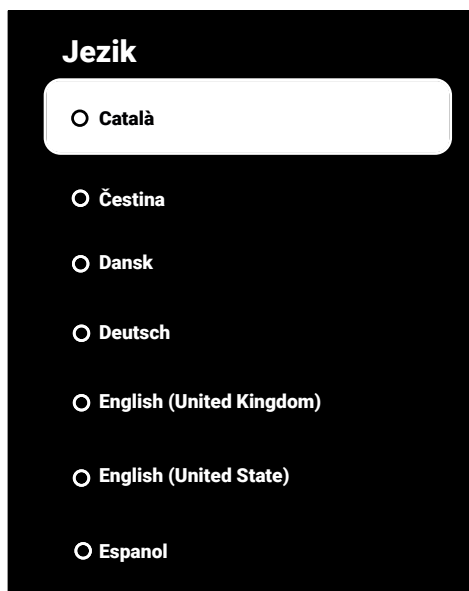 Jezik
Català
Čestina
Dansk
Deutsch
English (United Kingdom)
English (United State)
Espanol